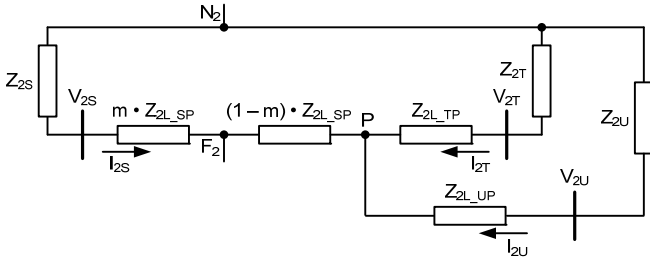 N2
Z2S
V2S
m • Z2L_SP
(1 – m) • Z2L_SP
P
Z2L_TP
V2T
Z2T
Z2U
I2S
F2
I2T
V2U
Z2L_UP
I2U